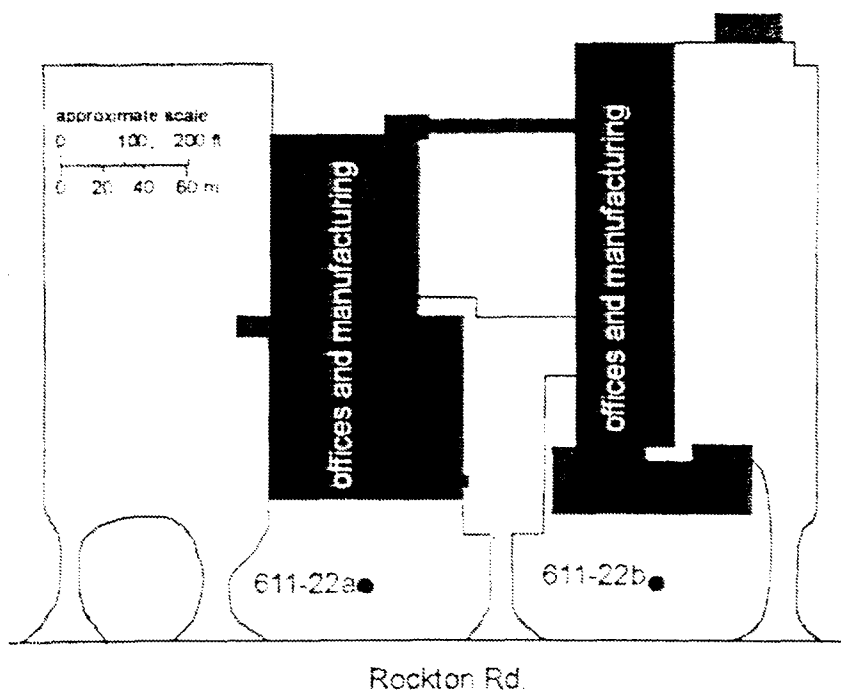 approximate scale
0 100 200 ft
0 20 40 60 m
offices and manufacturing
offices and manufacturing
611-22a
611-22b
Rockton Rd.